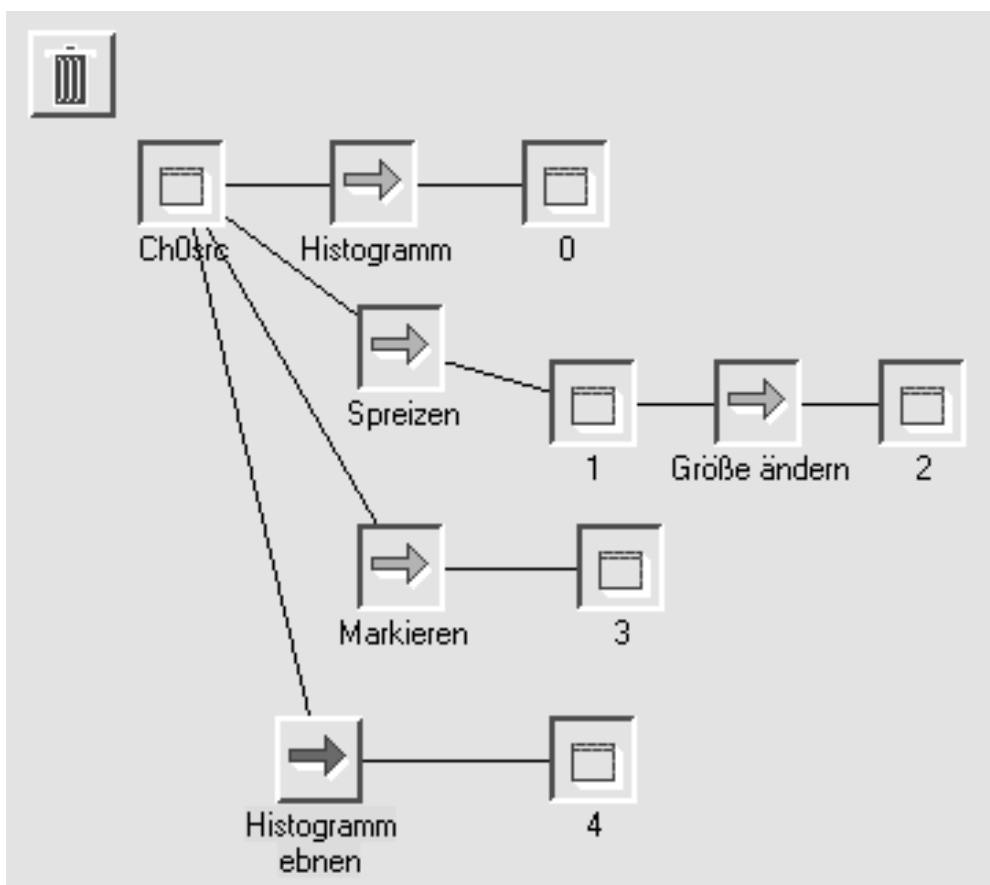 Ch0src
Histogramm
0
Spreizen
1
Größe ändern
2
Markieren
3
Histogramm
ebnen
4